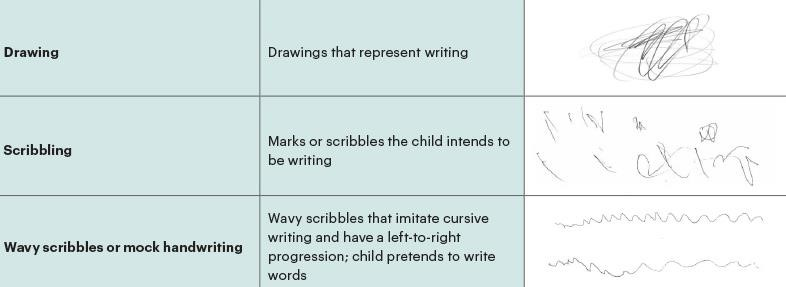 Drawing
Drawings that represent writing
Scribbling
Marks or scribbles the child intends to
be writing
Wavy scribbles or mock handwriting
Wavy scribbles that imitate cursive
writing and have a left-to-right
progression; child pretends to write
words